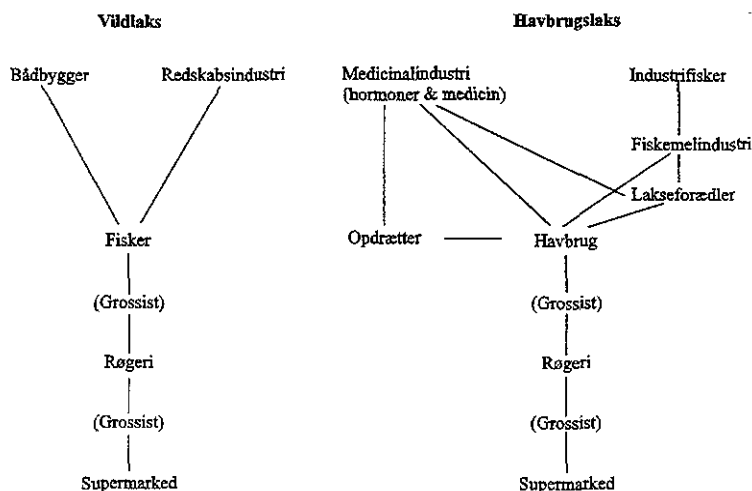 Vildlaks
Bådbygger
Redskabsindustri
Fisker
(Grossist)
Røgeri
(Grossist)
Supermarked
Havbrugslaks
Medicinalindustri
(hormoner & medicin)
Industrifisker
Fiskemelindustri
Lakseforædler
Opdrætter
Havbrug
(Grossist)
Røgeri
(Grossist)
Supermarked